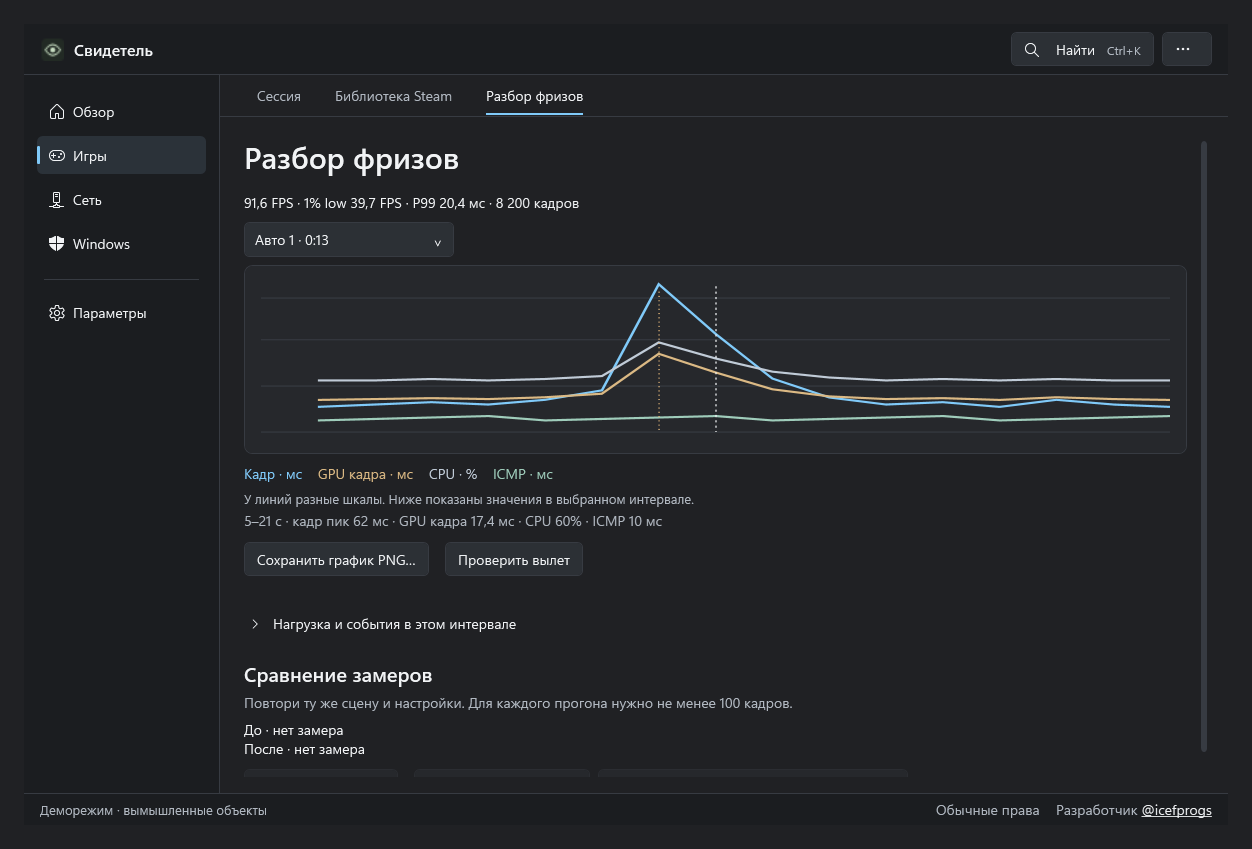 Свидетель
Найти Ctrl+K
Обзор
Игры
Сеть
Windows
Параметры
Сессия Библиотека Steam Разбор фризов
Разбор фризов
91,6 FPS · 1% low 39,7 FPS · P99 20,4 мс · 8 200 кадров
Авто 1 · 0:13
Кадр · мс GPU кадра · мс CPU · % ICMP · мс
У линий разные шкалы. Ниже показаны значения в выбранном интервале.
5–21 с · кадр пик 62 мс · GPU кадра 17,4 мс · CPU 60% · ICMP 10 мс
Сохранить график PNG... Проверить вылет
Нагрузка и события в этом интервале
Сравнение замеров
Повтори ту же сцену и настройки. Для каждого прогона нужно не менее 100 кадров.
До · нет замера
После · нет замера
Деморежим · вымышленные объекты
Обычные права Разработчик @icefprogs